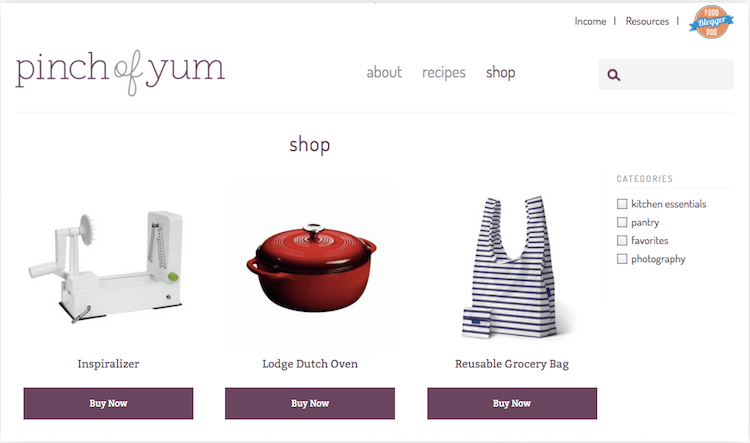 Income | Resources |
FOOD
Blogger
PRO
pinch of yum
about recipes shop
shop
CATEGORIES
kitchen essentials
pantry
favorites
photography
Inspiralizer
Lodge Dutch Oven
Reusable Grocery Bag
Buy Now
Buy Now
Buy Now